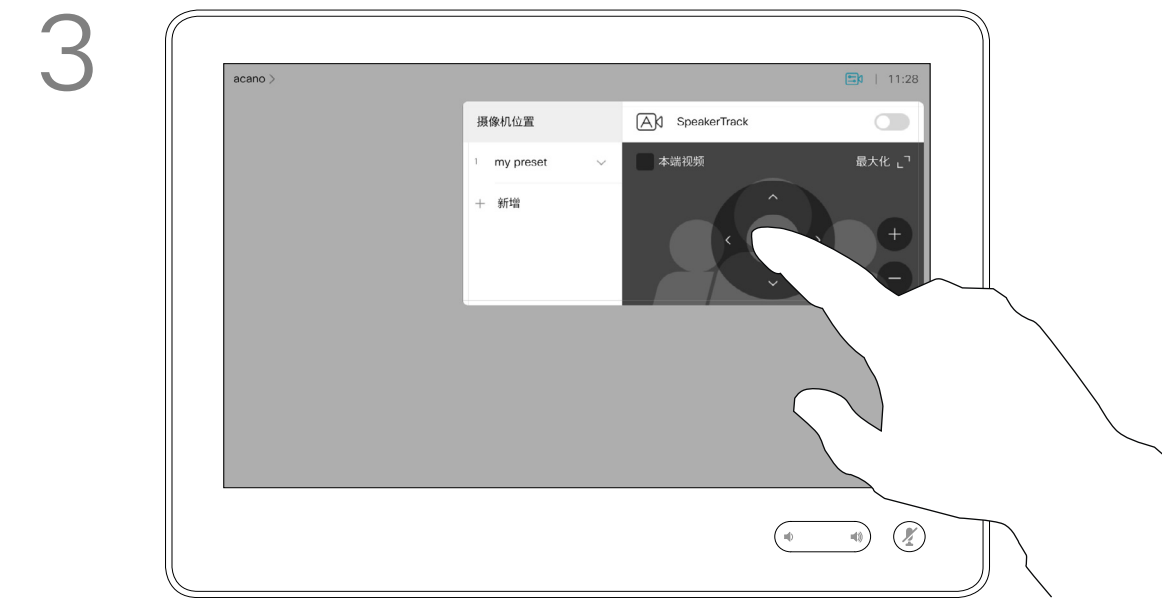 3
acano >
11:28
摄像机位置
SpeakerTrack
1 my preset
本端视频
最大化
+ 新增